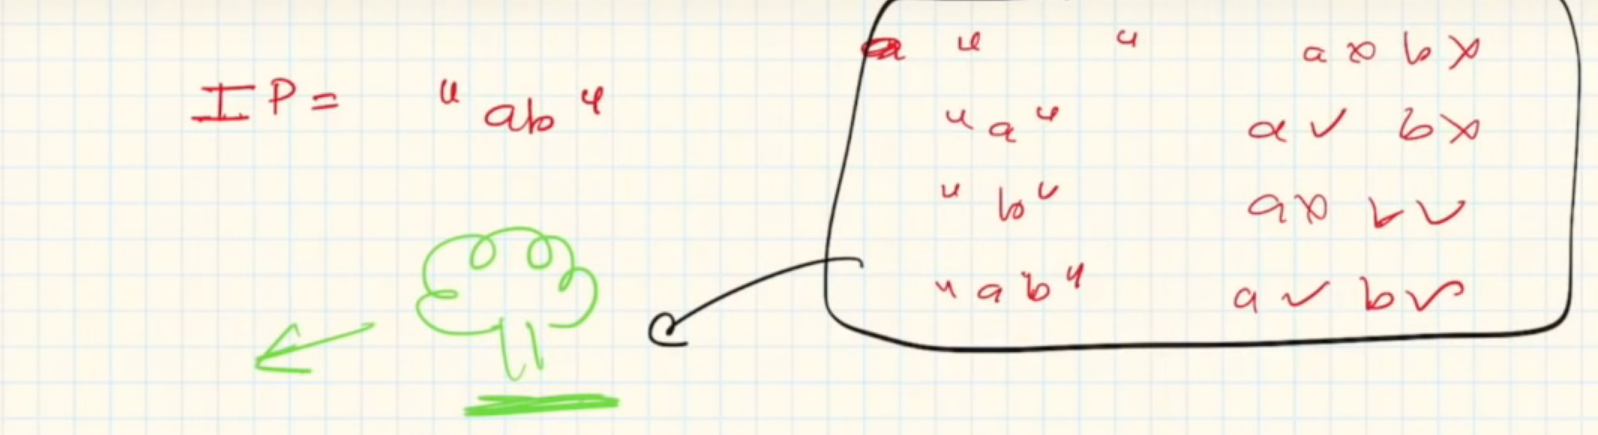 IP = "ab"
" " a x b x
"a" a ✓ b x
"b" a x b ✓
"ab" a ✓ b ✓